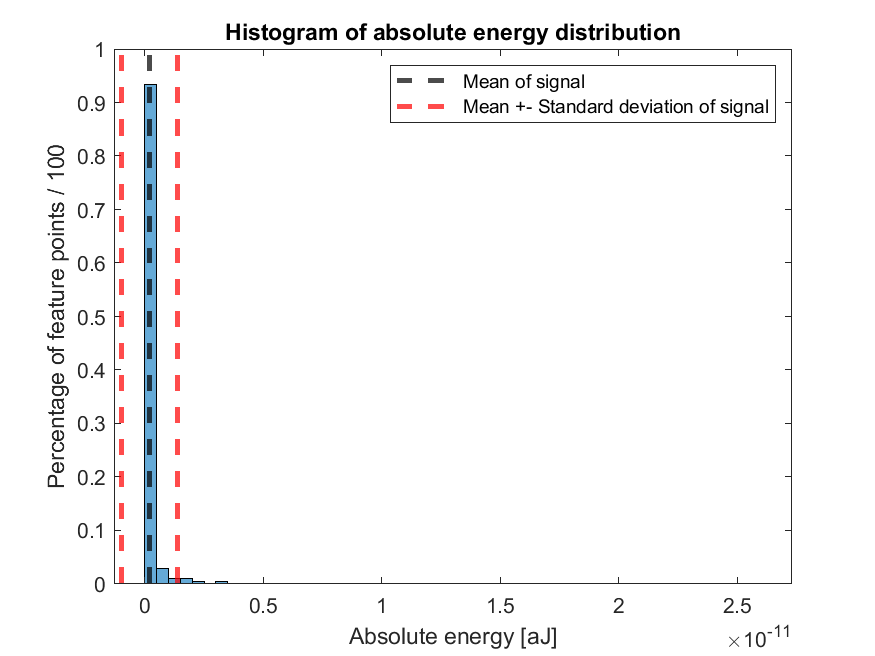 Histogram of absolute energy distribution
Mean of signal
Mean +- Standard deviation of signal
Percentage of feature points / 100
1
0.9
0.8
0.7
0.6
0.5
0.4
0.3
0.2
0.1
0
0 0.5 1 1.5 2 2.5
Absolute energy [aJ]
×10⁻¹¹